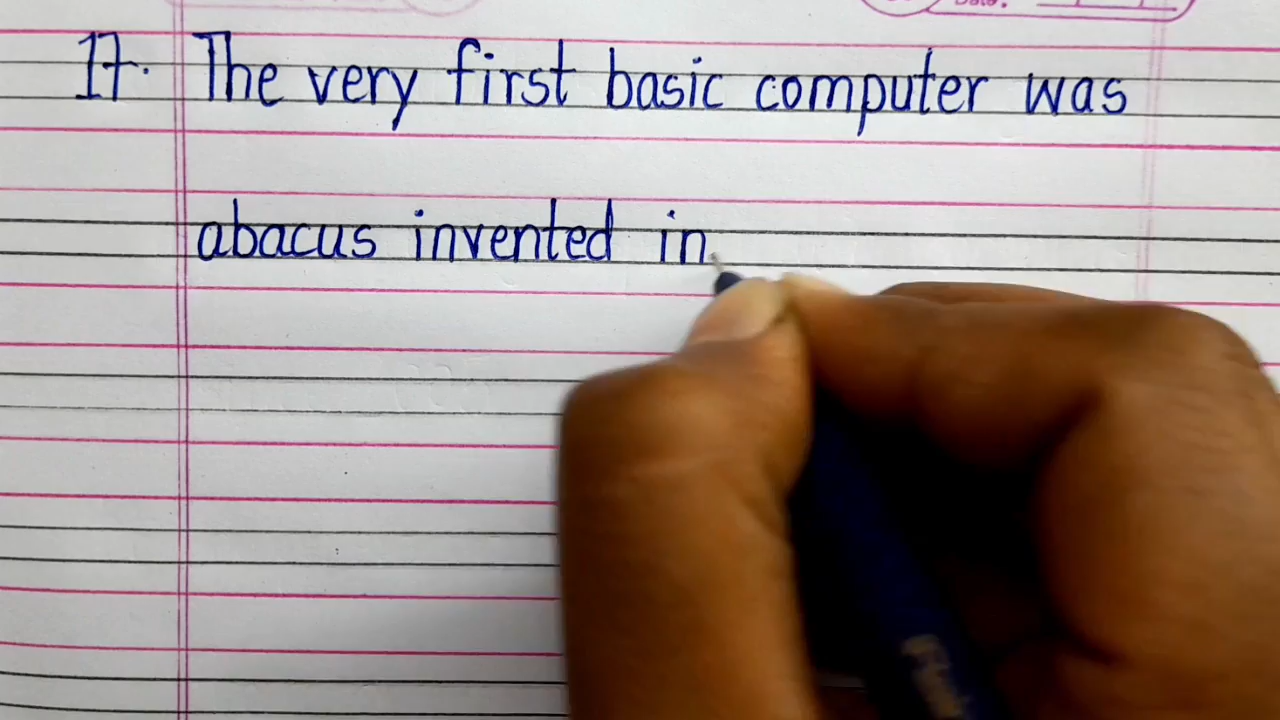 17. The very first basic computer was
abacus invented in